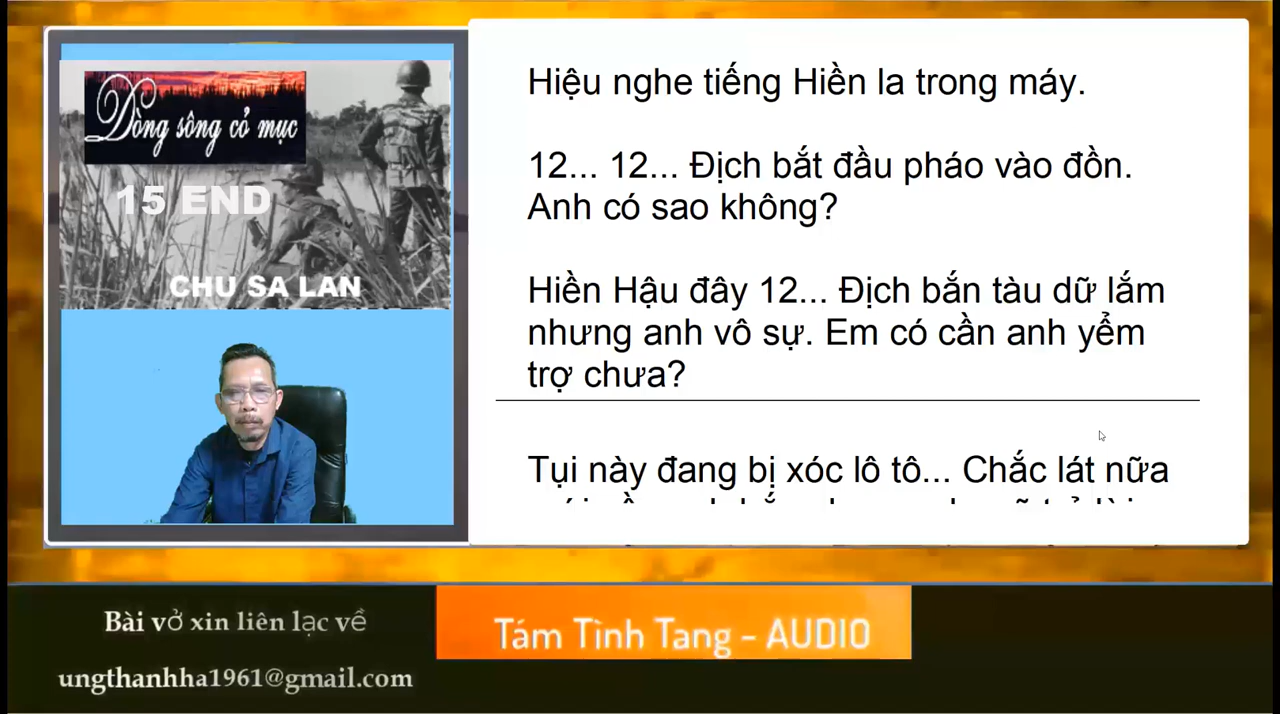 Dòng sông cỏ mục
15 END
CHU SA LAN
Hiệu nghe tiếng Hiền la trong máy.
12... 12... Địch bắt đầu pháo vào đồn.
Anh có sao không?
Hiền Hậu đây 12... Địch bắn tàu dữ lắm
nhưng anh vô sự. Em có cần anh yểm
trợ chưa?
Tụi này đang bị xóc lô tô... Chắc lát nữa
Bài vở xin liên lạc về
ungthanhha1961@gmail.com
Tám Tình Tang - AUDIO